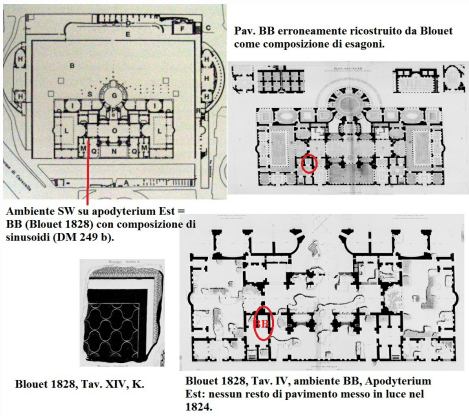 Pav. BB erroneamente ricostruito da Blouet
come composizione di esagoni.
D
E
F
C
B
H
H
H
H
H
H
S
G
I
I
L
O
L
M
Q
N
Q
M
A
Ambiente SW su apodyterium Est =
BB (Blouet 1828) con composizione di
sinusoidi (DM 249 b).
BB
Blouet 1828, Tav. XIV, K.
Blouet 1828, Tav. IV, ambiente BB, Apodyterium
Est: nessun resto di pavimento messo in luce nel
1824.